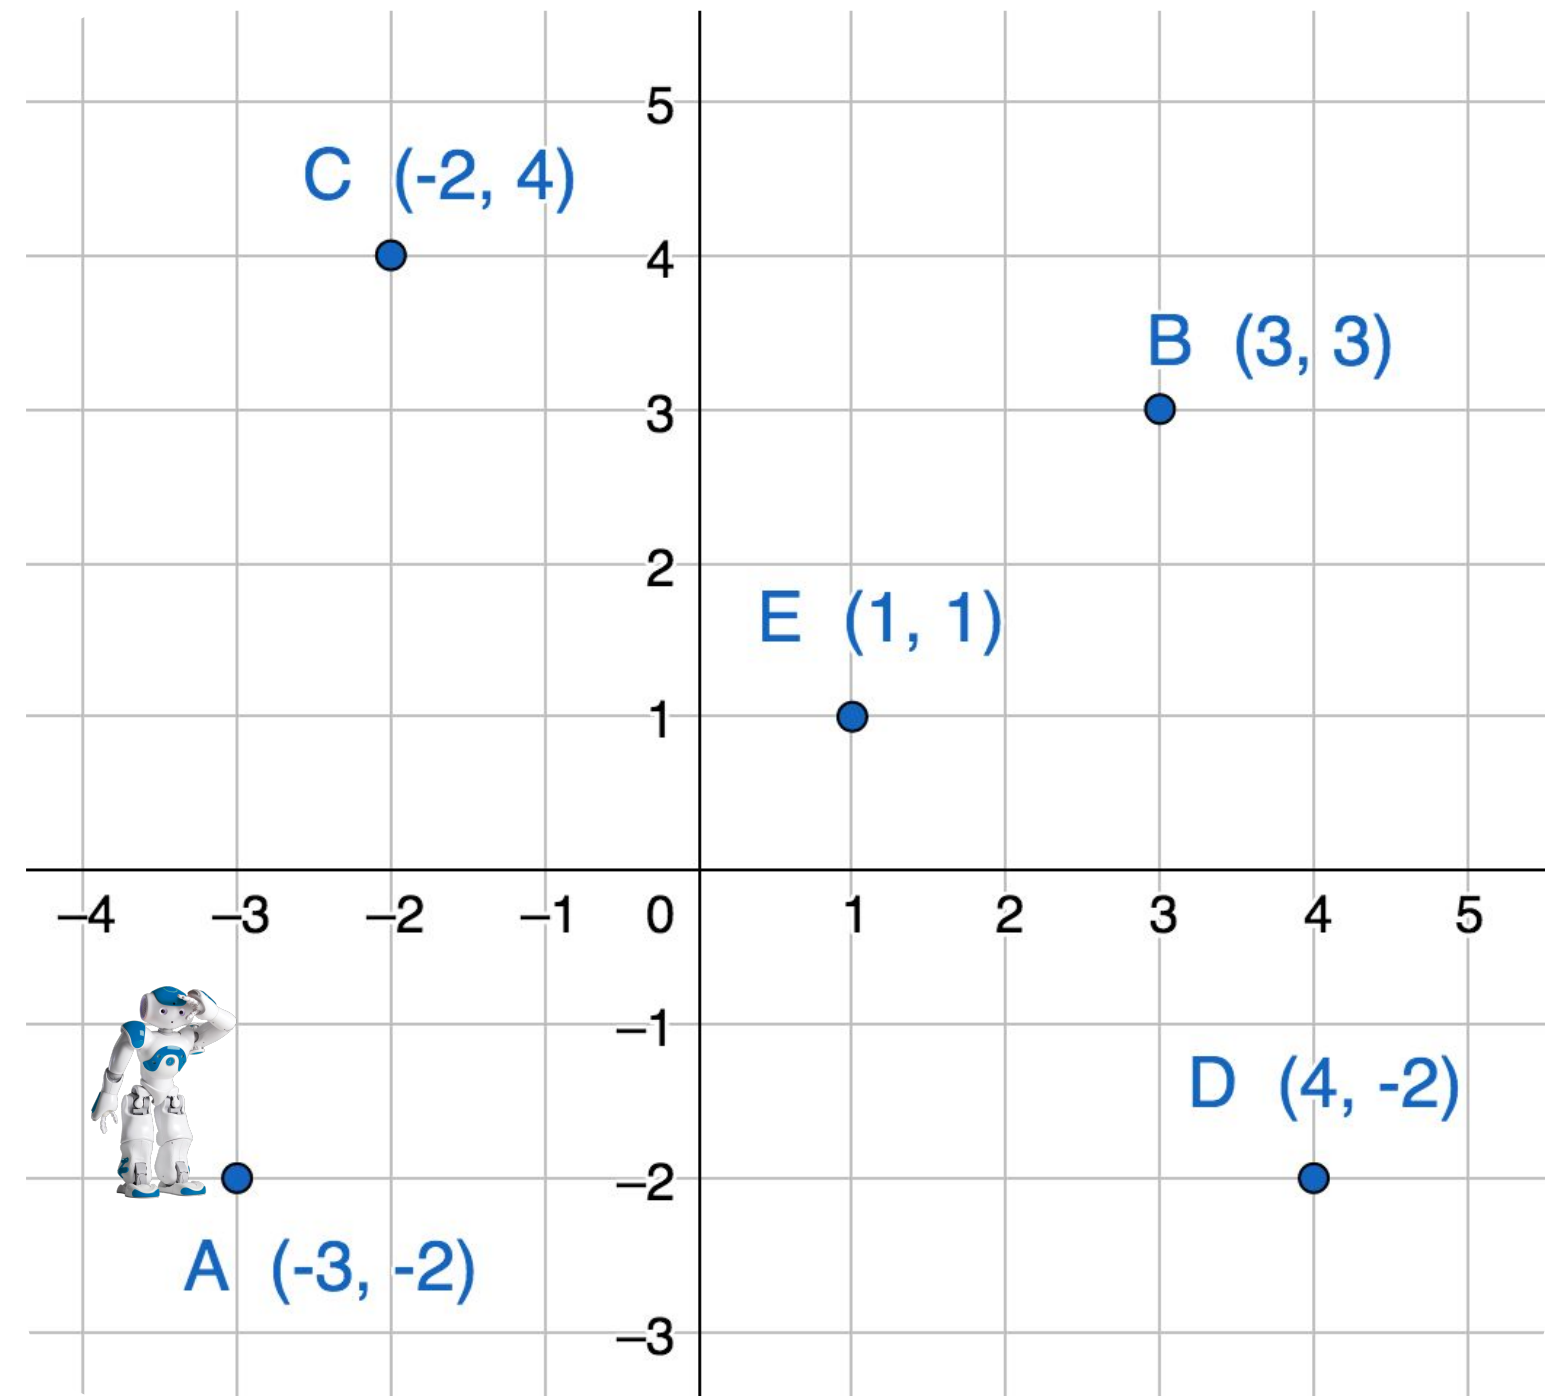 5
C (-2, 4)
4
B (3, 3)
3
2
E (1, 1)
1
–4 –3 –2 –1 0 1 2 3 4 5
–1
D (4, -2)
–2
A (-3, -2)
–3